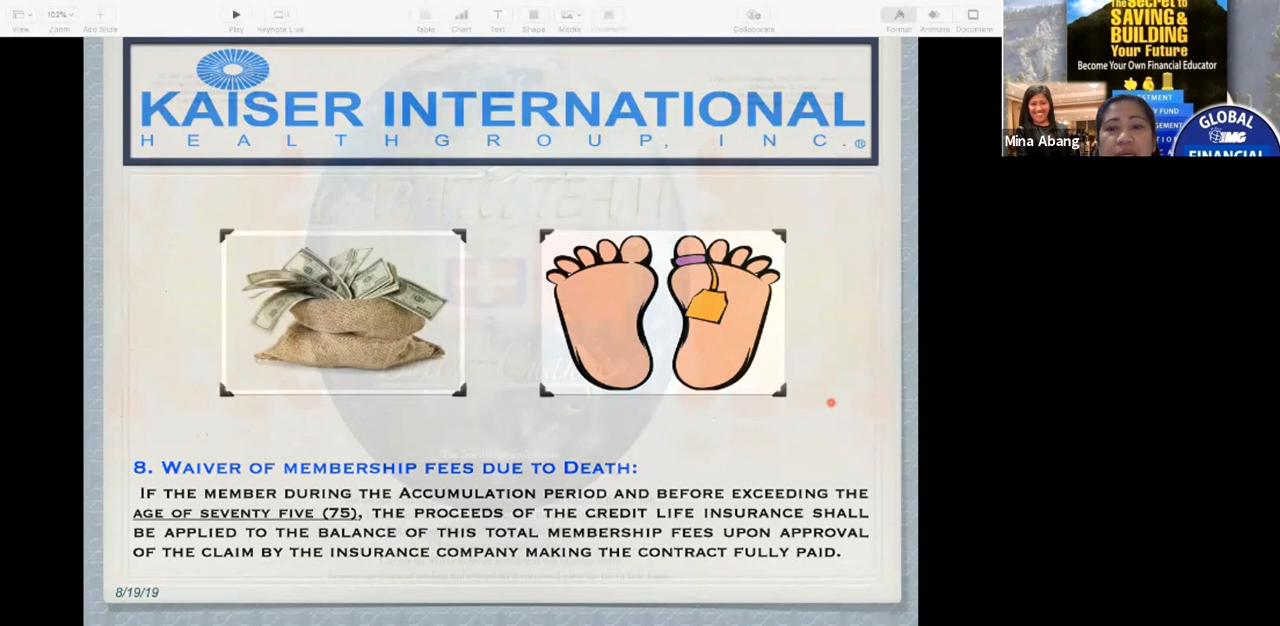 View
102%
Zoom
Add Slide
Play
Keynote Live
Table
Chart
Text
Shape
Media
Collaborate
Format
Animate
Document
The Secret to
SAVING &
BUILDING
Your Future
Become Your Own Financial Educator
GLOBAL
IMG
FINANCIAL
Mina Abang
KAISER INTERNATIONAL
HEALTHGROUP, INC.®
8. Waiver of membership fees due to Death:
If the member during the Accumulation period and before exceeding the
age of seventy five (75), the proceeds of the credit life insurance shall
be applied to the balance of this total membership fees upon approval
of the claim by the insurance company making the contract fully paid.
8/19/19